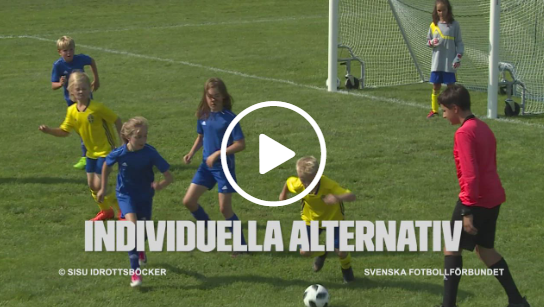 INDIVIDUELLA ALTERNATIV
© SISU IDROTTSBÖCKER
SVENSKA FOTBOLLFÖRBUNDET